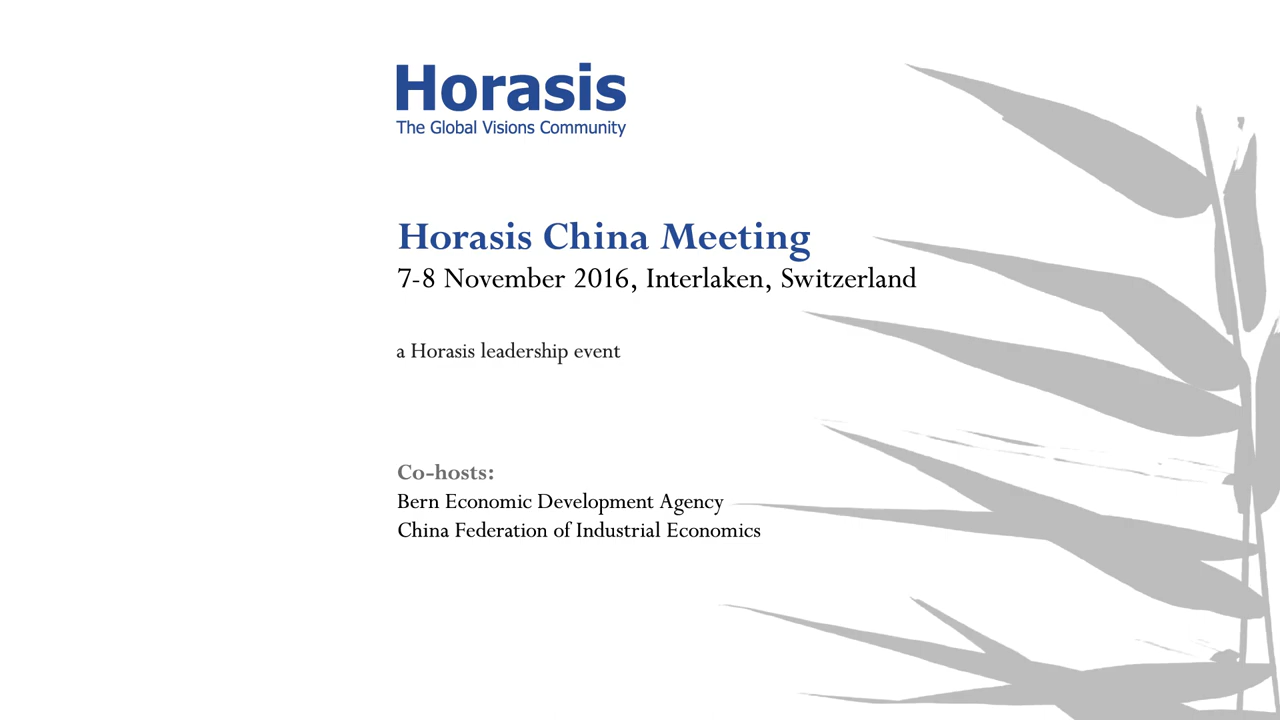 Horasis
The Global Visions Community
Horasis China Meeting
7-8 November 2016, Interlaken, Switzerland
a Horasis leadership event
Co-hosts:
Bern Economic Development Agency
China Federation of Industrial Economics